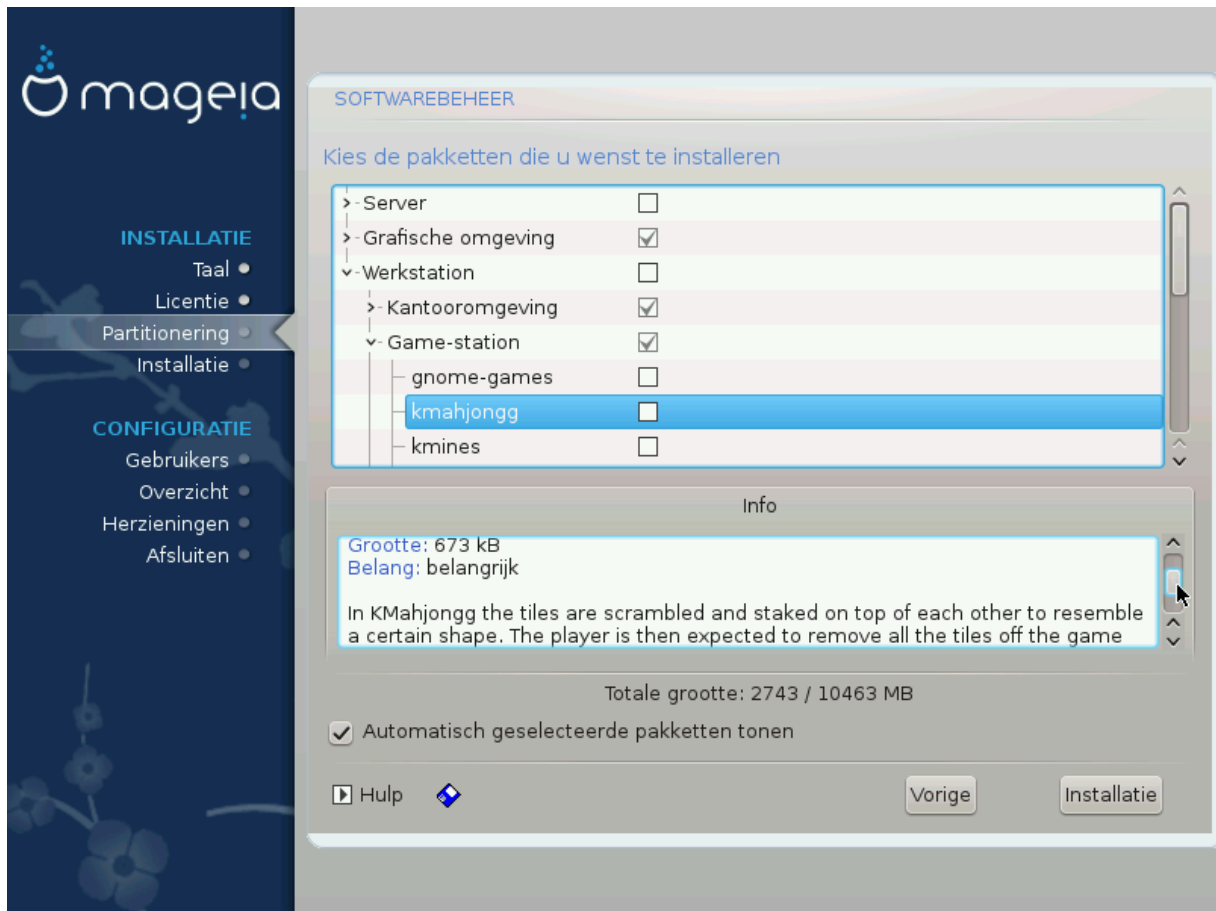 mageia
INSTALLATIE
Taal
Licentie
Partitionering
Installatie
CONFIGURATIE
Gebruikers
Overzicht
Herzieningen
Afsluiten
SOFTWAREBEHEER
Kies de pakketten die u wenst te installeren
Server
Grafische omgeving
Werkstation
Kantooromgeving
Game-station
gnome-games
kmahjongg
kmines
Info
Grootte: 673 kB
Belang: belangrijk
In KMahjongg the tiles are scrambled and staked on top of each other to resemble
a certain shape. The player is then expected to remove all the tiles off the game
Totale grootte: 2743 / 10463 MB
Automatisch geselecteerde pakketten tonen
Hulp
Vorige
Installatie